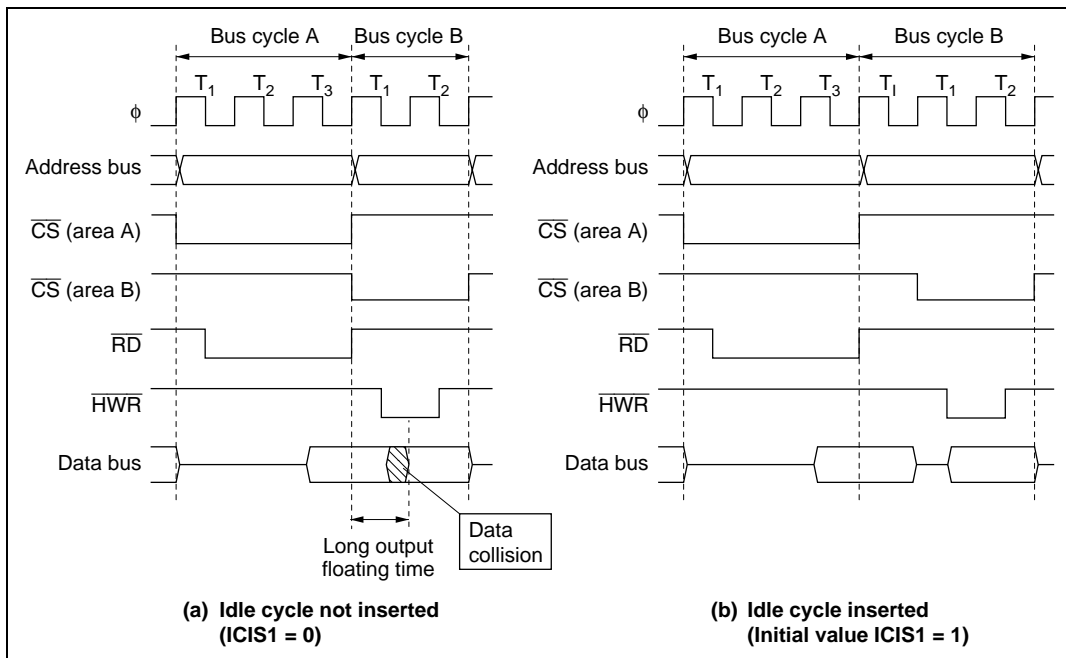 Bus cycle A
Bus cycle B
T1 T2 T3 T1 T2
ϕ
Address bus
CS (area A)
CS (area B)
RD
HWR
Data bus
Long output
floating time
Data
collision
(a) Idle cycle not inserted
(ICIS1 = 0)
Bus cycle A
Bus cycle B
T1 T2 T3 TI T1 T2
ϕ
Address bus
CS (area A)
CS (area B)
RD
HWR
Data bus
(b) Idle cycle inserted
(Initial value ICIS1 = 1)